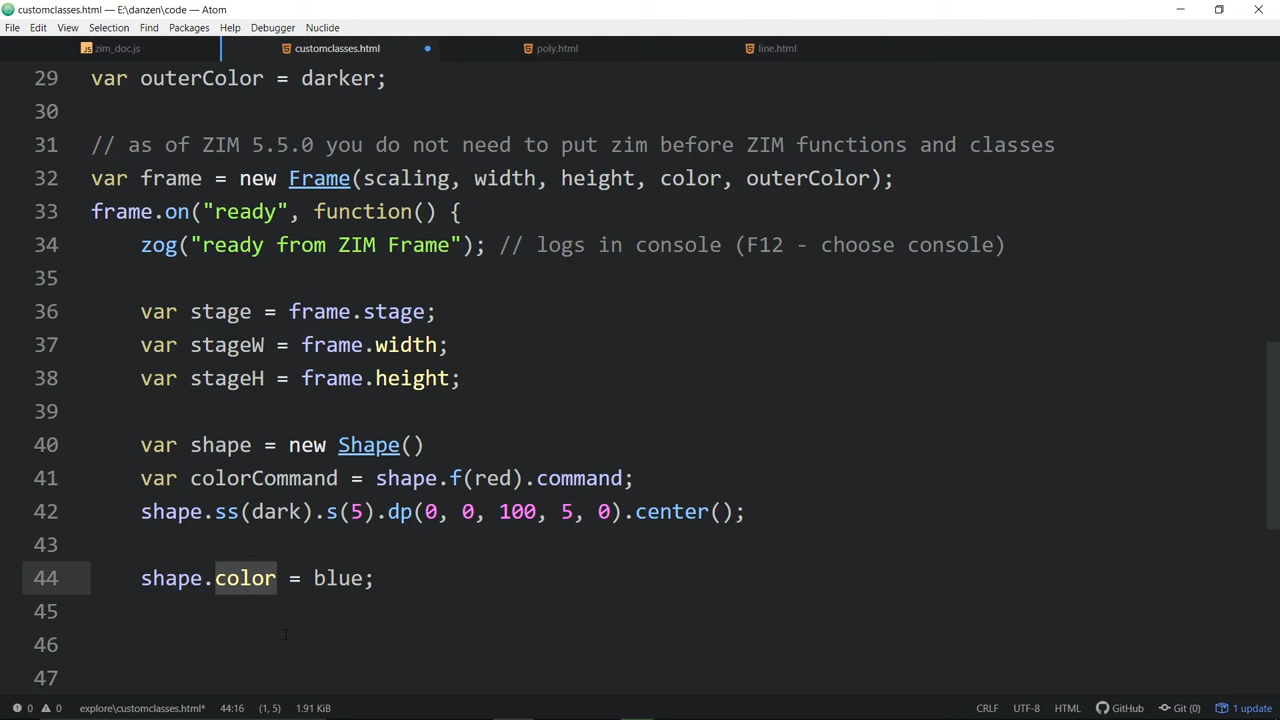 customclasses.html — E:\danzen\code — Atom
File Edit View Selection Find Packages Help Debugger Nuclide
JS zim_doc.js customclasses.html poly.html line.html
29 var outerColor = darker;
30
31 // as of ZIM 5.5.0 you do not need to put zim before ZIM functions and classes
32 var frame = new Frame(scaling, width, height, color, outerColor);
33 frame.on("ready", function() {
34 zog("ready from ZIM Frame"); // logs in console (F12 - choose console)
35
36 var stage = frame.stage;
37 var stageW = frame.width;
38 var stageH = frame.height;
39
40 var shape = new Shape()
41 var colorCommand = shape.f(red).command;
42 shape.ss(dark).s(5).dp(0, 0, 100, 5, 0).center();
43
44 shape.color = blue;
45
46
47
0 0 explore\customclasses.html* 44:16 (1, 5) 1.91 KiB CRLF UTF-8 HTML GitHub Git (0) 1 update